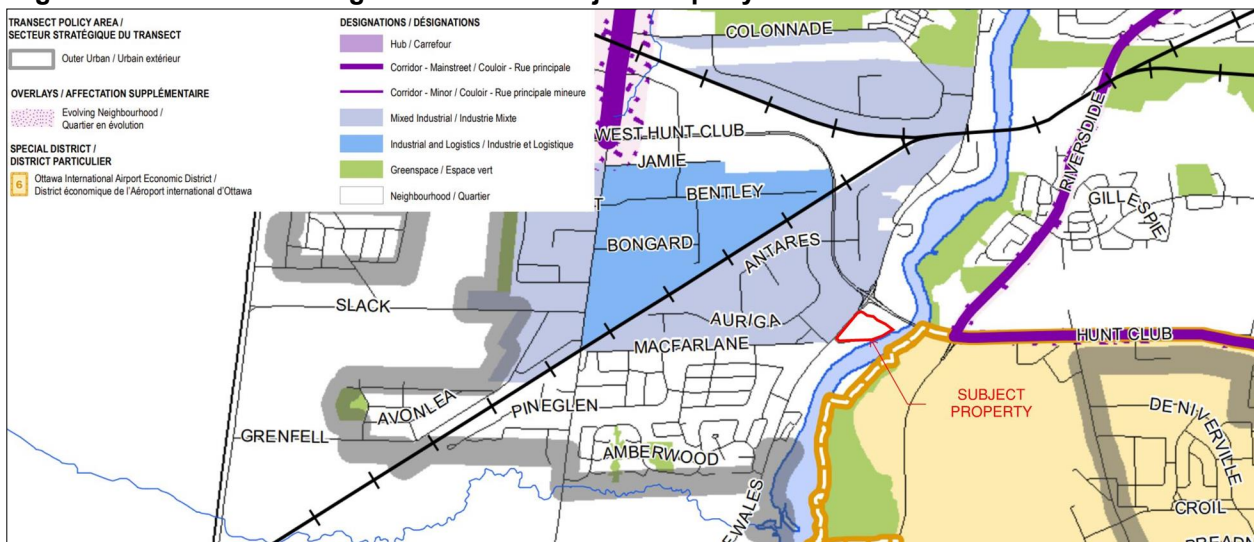 TRANSECT POLICY AREA /
SECTEUR STRATÉGIQUE DU TRANSECT
Outer Urban / Urbain extérieur
OVERLAYS / AFFECTATION SUPPLÉMENTAIRE
Evolving Neighbourhood /
Quartier en évolution
SPECIAL DISTRICT /
DISTRICT PARTICULIER
6
Ottawa International Airport Economic District /
District économique de l'Aéroport international d'Ottawa
DESIGNATIONS / DÉSIGNATIONS
Hub / Carrefour
Corridor - Mainstreet / Couloir - Rue principale
Corridor - Minor / Couloir - Rue principale mineure
Mixed Industrial / Industrie Mixte
Industrial and Logistics / Industrie et Logistique
Greenspace / Espace vert
Neighbourhood / Quartier
COLONNADE
WEST HUNT CLUB
JAMIE
BENTLEY
BONGARD
ANTARES
RIVERSDIDE
GILLESPIE
SLACK
AURIGA
MACFARLANE
HUNT CLUB
SUBJECT
PROPERTY
AVONLEA
PINEGLEN
GRENFELL
AMBERWOOD
DE NIVERVILLE
CROIL